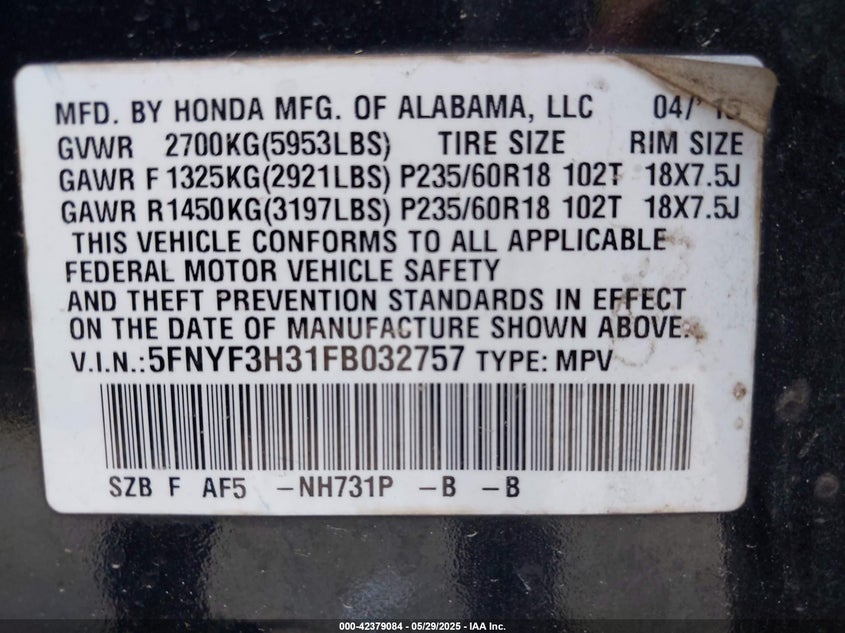 MFD. BY HONDA MFG. OF ALABAMA, LLC 04/'15
GVWR 2700KG(5953LBS) TIRE SIZE RIM SIZE
GAWR F 1325KG(2921LBS) P235/60R18 102T 18X7.5J
GAWR R 1450KG(3197LBS) P235/60R18 102T 18X7.5J
THIS VEHICLE CONFORMS TO ALL APPLICABLE
FEDERAL MOTOR VEHICLE SAFETY
AND THEFT PREVENTION STANDARDS IN EFFECT
ON THE DATE OF MANUFACTURE SHOWN ABOVE.
V.I.N.:5FNYF3H31FB032757 TYPE: MPV
SZB F AF5 -NH731P -B -B
000-42379084 | 05/29/2025 - IAA Inc.